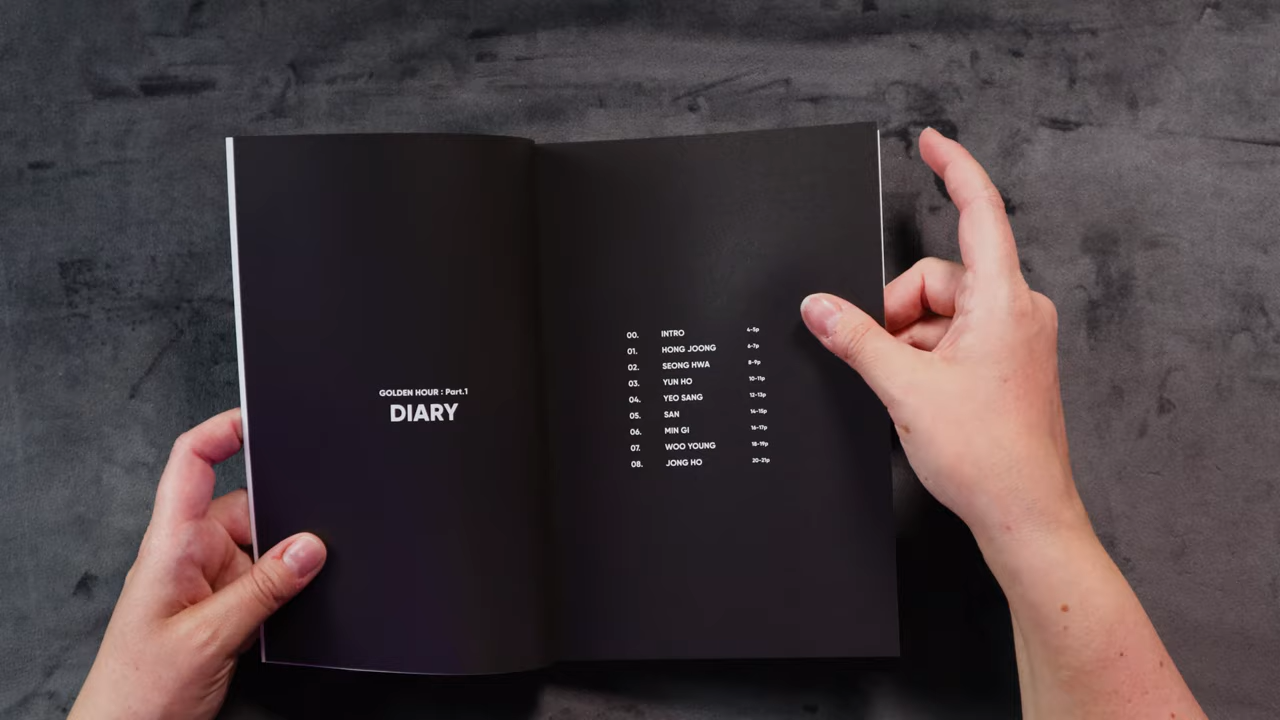 GOLDEN HOUR : Part.1
DIARY
00. INTRO 4-5p
01. HONG JOONG 6-7p
02. SEONG HWA 8-9p
03. YUN HO 10-11p
04. YEO SANG 12-13p
05. SAN 14-15p
06. MIN GI 16-17p
07. WOO YOUNG 18-19p
08. JONG HO 20-21p